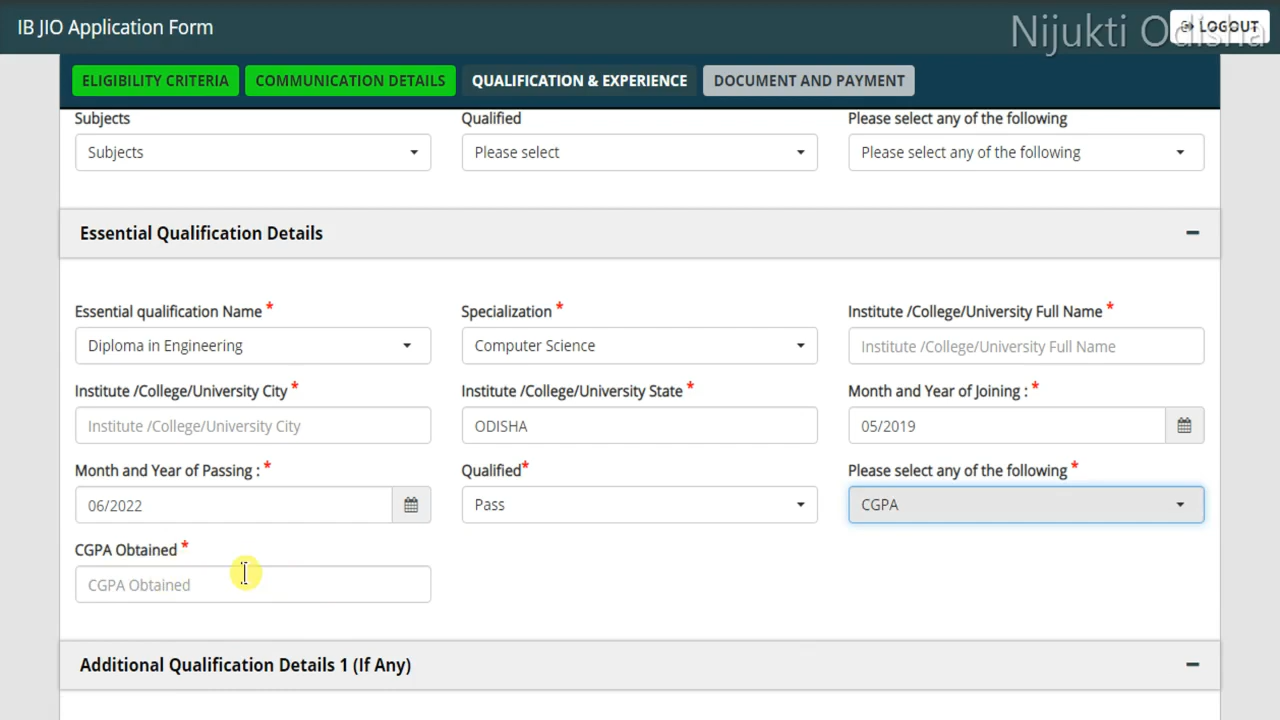 IB JIO Application Form
Nijukti Odisha
LOGOUT
ELIGIBILITY CRITERIA COMMUNICATION DETAILS QUALIFICATION & EXPERIENCE DOCUMENT AND PAYMENT
Subjects Qualified Please select any of the following
Subjects Please select Please select any of the following
Essential Qualification Details
Essential qualification Name * Specialization * Institute /College/University Full Name *
Diploma in Engineering Computer Science Institute /College/University Full Name
Institute /College/University City * Institute /College/University State * Month and Year of Joining : *
Institute /College/University City ODISHA 05/2019
Month and Year of Passing : * Qualified* Please select any of the following *
06/2022 Pass CGPA
CGPA Obtained *
CGPA Obtained
Additional Qualification Details 1 (If Any)